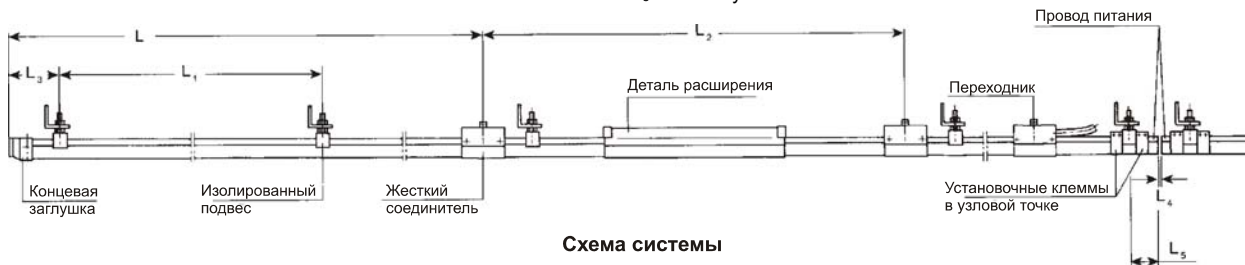 Провод питания
L
L₂
L₃
L₁
Деталь расширения
Переходник
Концевая
заглушка
Изолированный
подвес
Жесткий
соединитель
Установочные клеммы
в узловой точке
L₄
Схема системы
L₅